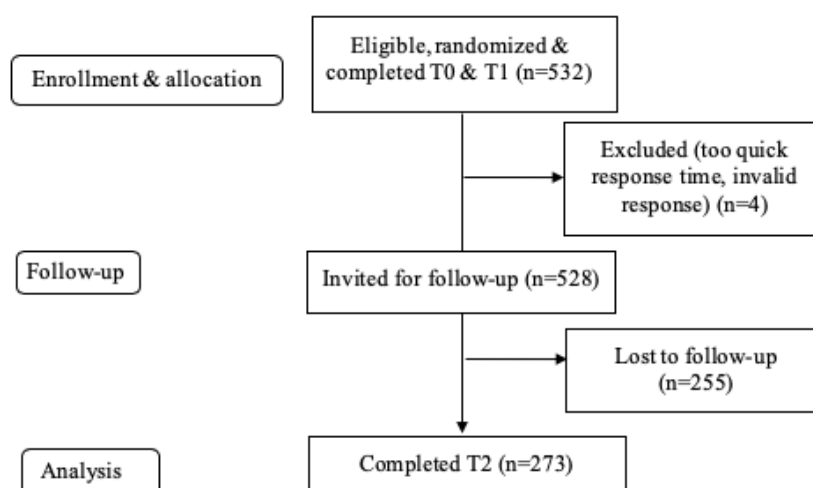 Eligible, randomized &
completed T0 & T1 (n=532)
Enrollment & allocation
Excluded (too quick
response time, invalid
response) (n=4)
Follow-up
Invited for follow-up (n=528)
Lost to follow-up
(n=255)
Completed T2 (n=273)
Analysis